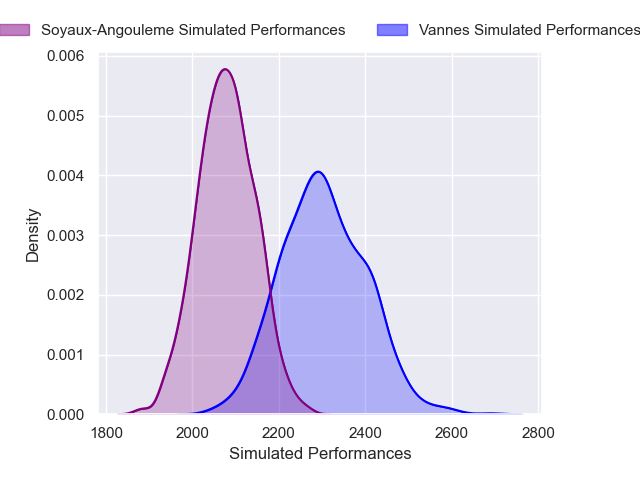 Soyaux-Angouleme Simulated Performances
Vannes Simulated Performances
0.006
0.005
0.004
0.003
0.002
0.001
0.000
Density
1800 2000 2200 2400 2600 2800
Simulated Performances